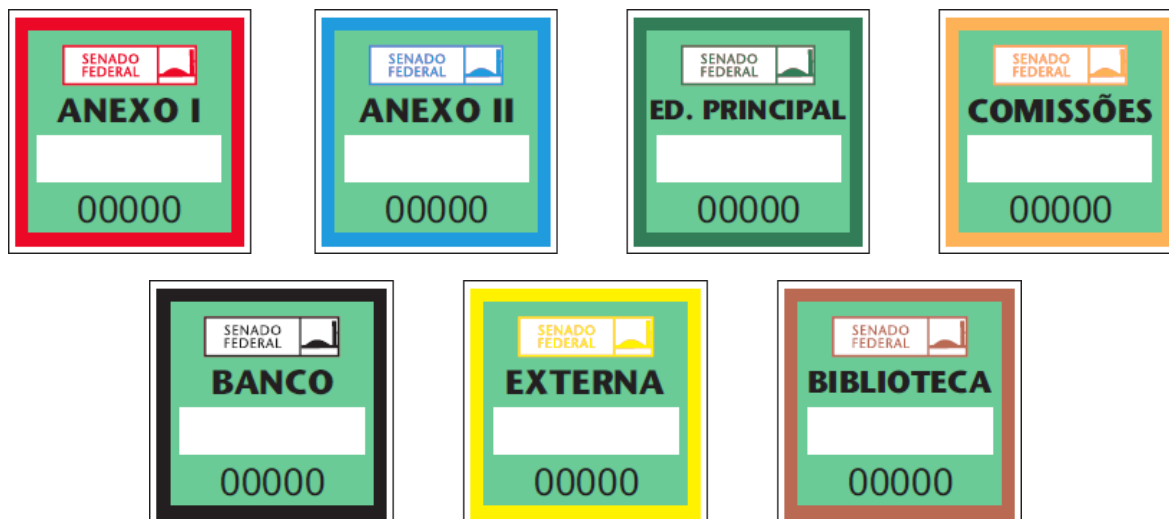 SENADO
FEDERAL
ANEXO I
00000
SENADO
FEDERAL
ANEXO II
00000
SENADO
FEDERAL
ED. PRINCIPAL
00000
SENADO
FEDERAL
COMISSÕES
00000
SENADO
FEDERAL
BANCO
00000
SENADO
FEDERAL
EXTERNA
00000
SENADO
FEDERAL
BIBLIOTECA
00000